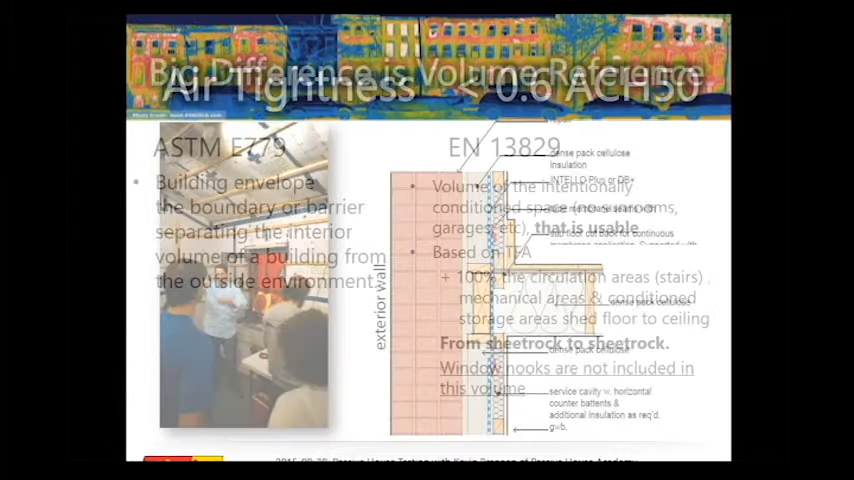 Big Difference is Volume Reference
Air Tightness < 0.6 ACH50
ASTM E779
• Building envelope
the boundary or barrier
separating the interior
volume of a building from
the outside environment.
EN 13829
• Volume of the intentionally
conditioned space
garages, etc), that is usable
• Based on TFA
+ 100% the circulation areas (stairs)
mechanical areas & conditioned
storage areas shed floor to ceiling
From sheetrock to sheetrock.
Window nooks are not included in
this volume
exterior wall
dense pack cellulose
insulation
INTELLO Plus or DB+
dense pack cellulose
dense pack cellulose
service cavity w. horizontal
counter battents &
additional insulation as req'd.
gwb.